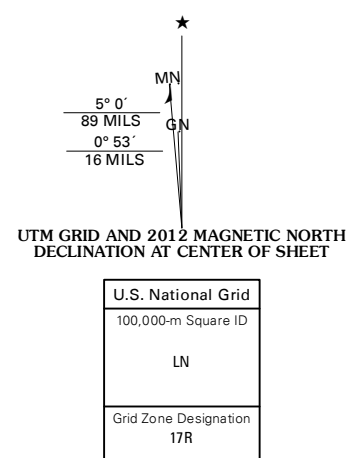 MN
5° 0´
89 MILS
GN
0° 53´
16 MILS
UTM GRID AND 2012 MAGNETIC NORTH
DECLINATION AT CENTER OF SHEET
U.S. National Grid
100,000-m Square ID
LN
Grid Zone Designation
17R